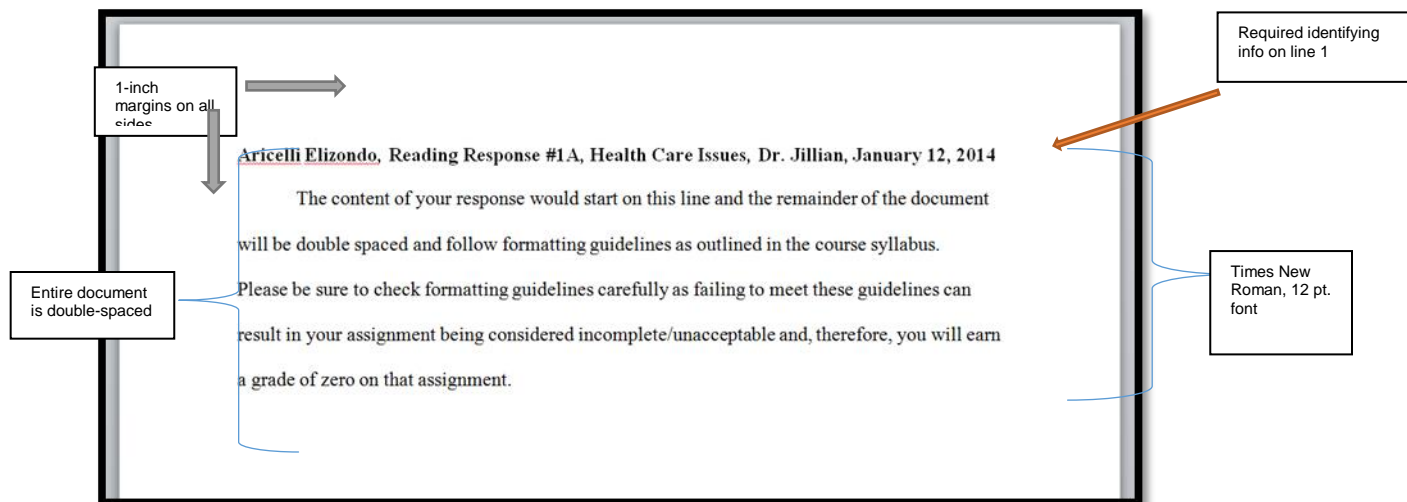 Required identifying
info on line 1
1-inch
margins on all
sides
Aricelli Elizondo, Reading Response #1A, Health Care Issues, Dr. Jillian, January 12, 2014
The content of your response would start on this line and the remainder of the document
will be double spaced and follow formatting guidelines as outlined in the course syllabus.
Please be sure to check formatting guidelines carefully as failing to meet these guidelines can
result in your assignment being considered incomplete/unacceptable and, therefore, you will earn
a grade of zero on that assignment.
Entire document
is double-spaced
Times New
Roman, 12 pt.
font